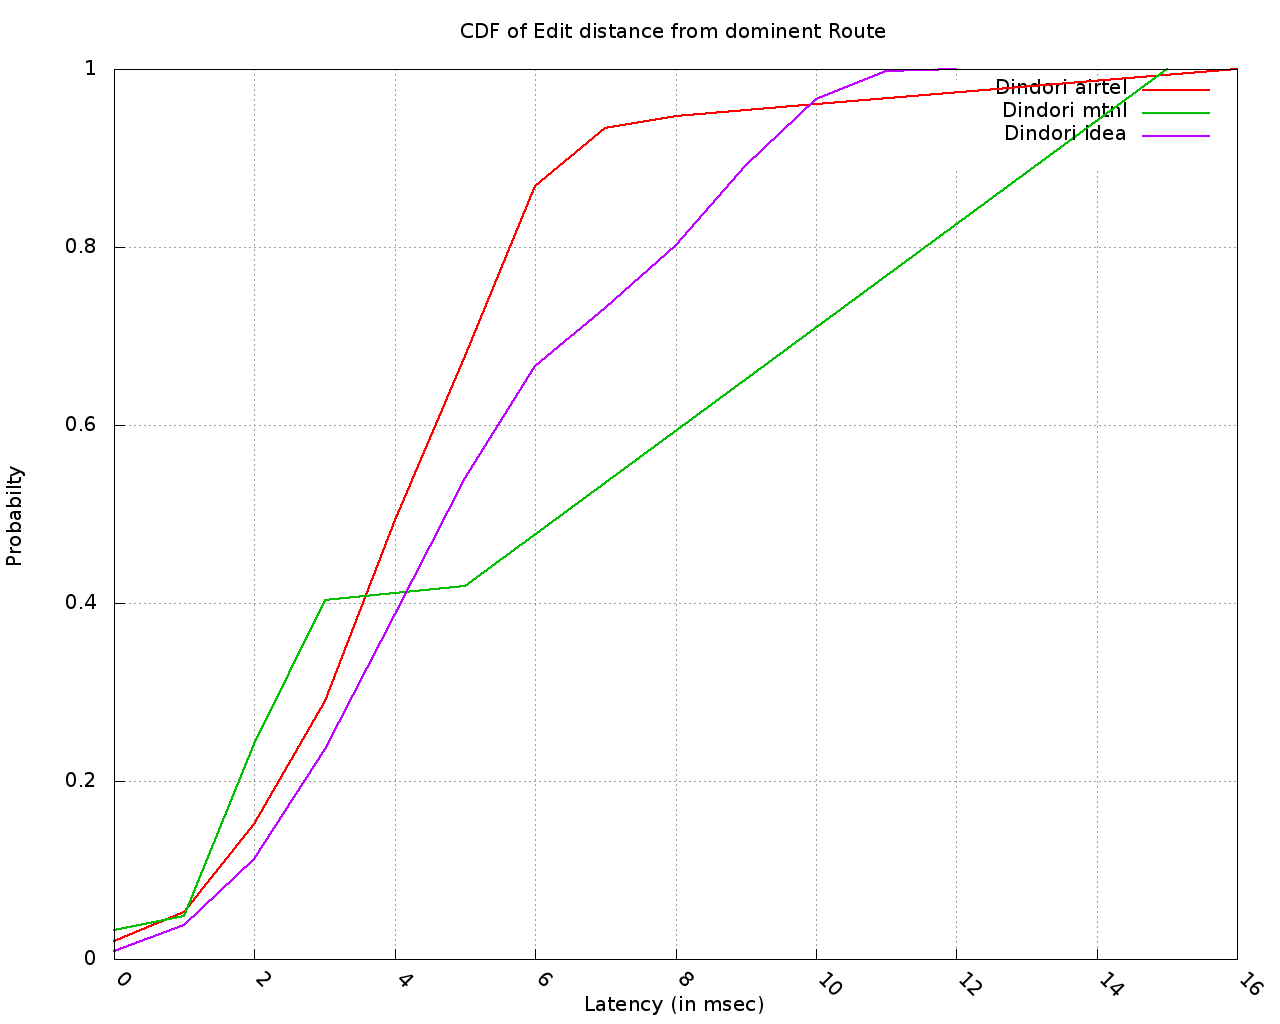 CDF of Edit distance from dominent Route
1
0.8
0.6
0.4
0.2
0
Probabilty
Dindori airtel
Dindori mtnl
Dindori idea
0 2 4 6 8 10 12 14 16
Latency (in msec)